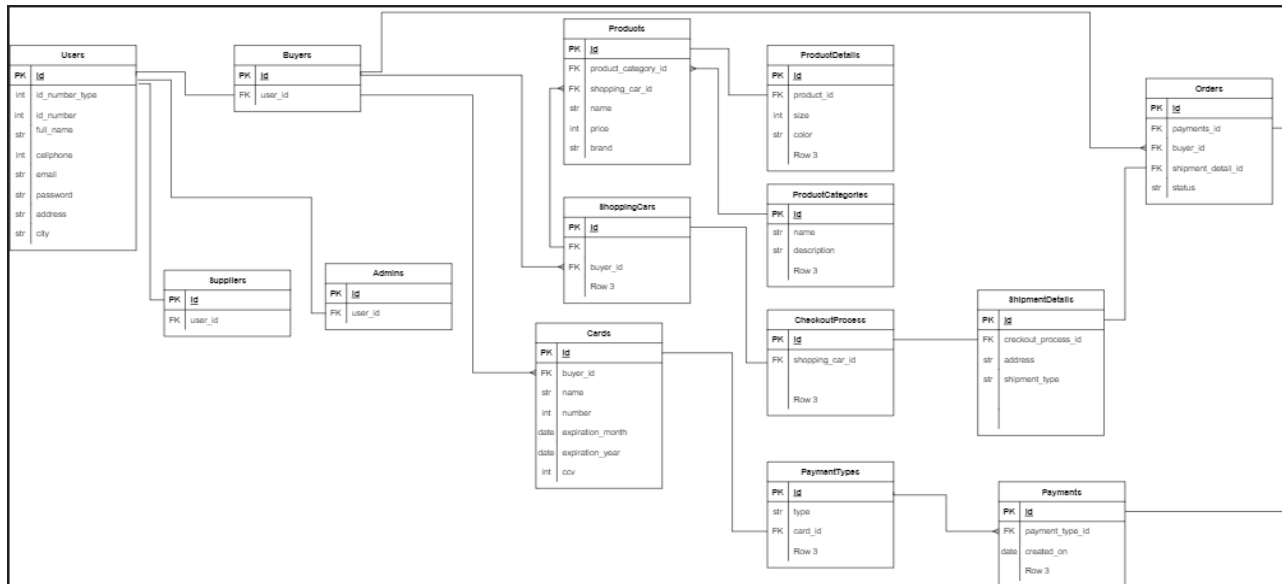 Users
PK Id
int id_number_type
int id_number
str full_name
int cellphone
str email
str password
str address
str city
Buyers
PK Id
FK user_id
Suppliers
PK Id
FK user_id
Admins
PK Id
FK user_id
Products
PK Id
FK product_category_id
FK shopping_car_id
str name
int price
str brand
ShoppingCars
PK Id
FK
FK buyer_id
Row 3
Cards
PK Id
FK buyer_id
str name
int number
date expiration_month
date expiration_year
int ccv
ProductDetails
PK Id
FK product_id
int size
str color
Row 3
ProductCategories
PK Id
str name
str description
Row 3
CheckoutProcess
PK Id
FK shopping_car_id
Row 3
PaymentTypes
PK Id
str type
FK card_id
Row 3
ShipmentDetails
PK Id
FK creckout_process_id
str address
str shipment_type
Payments
PK Id
FK payment_type_id
date created_on
Row 3
Orders
PK Id
FK payments_id
FK buyer_id
FK shipment_detail_id
str status